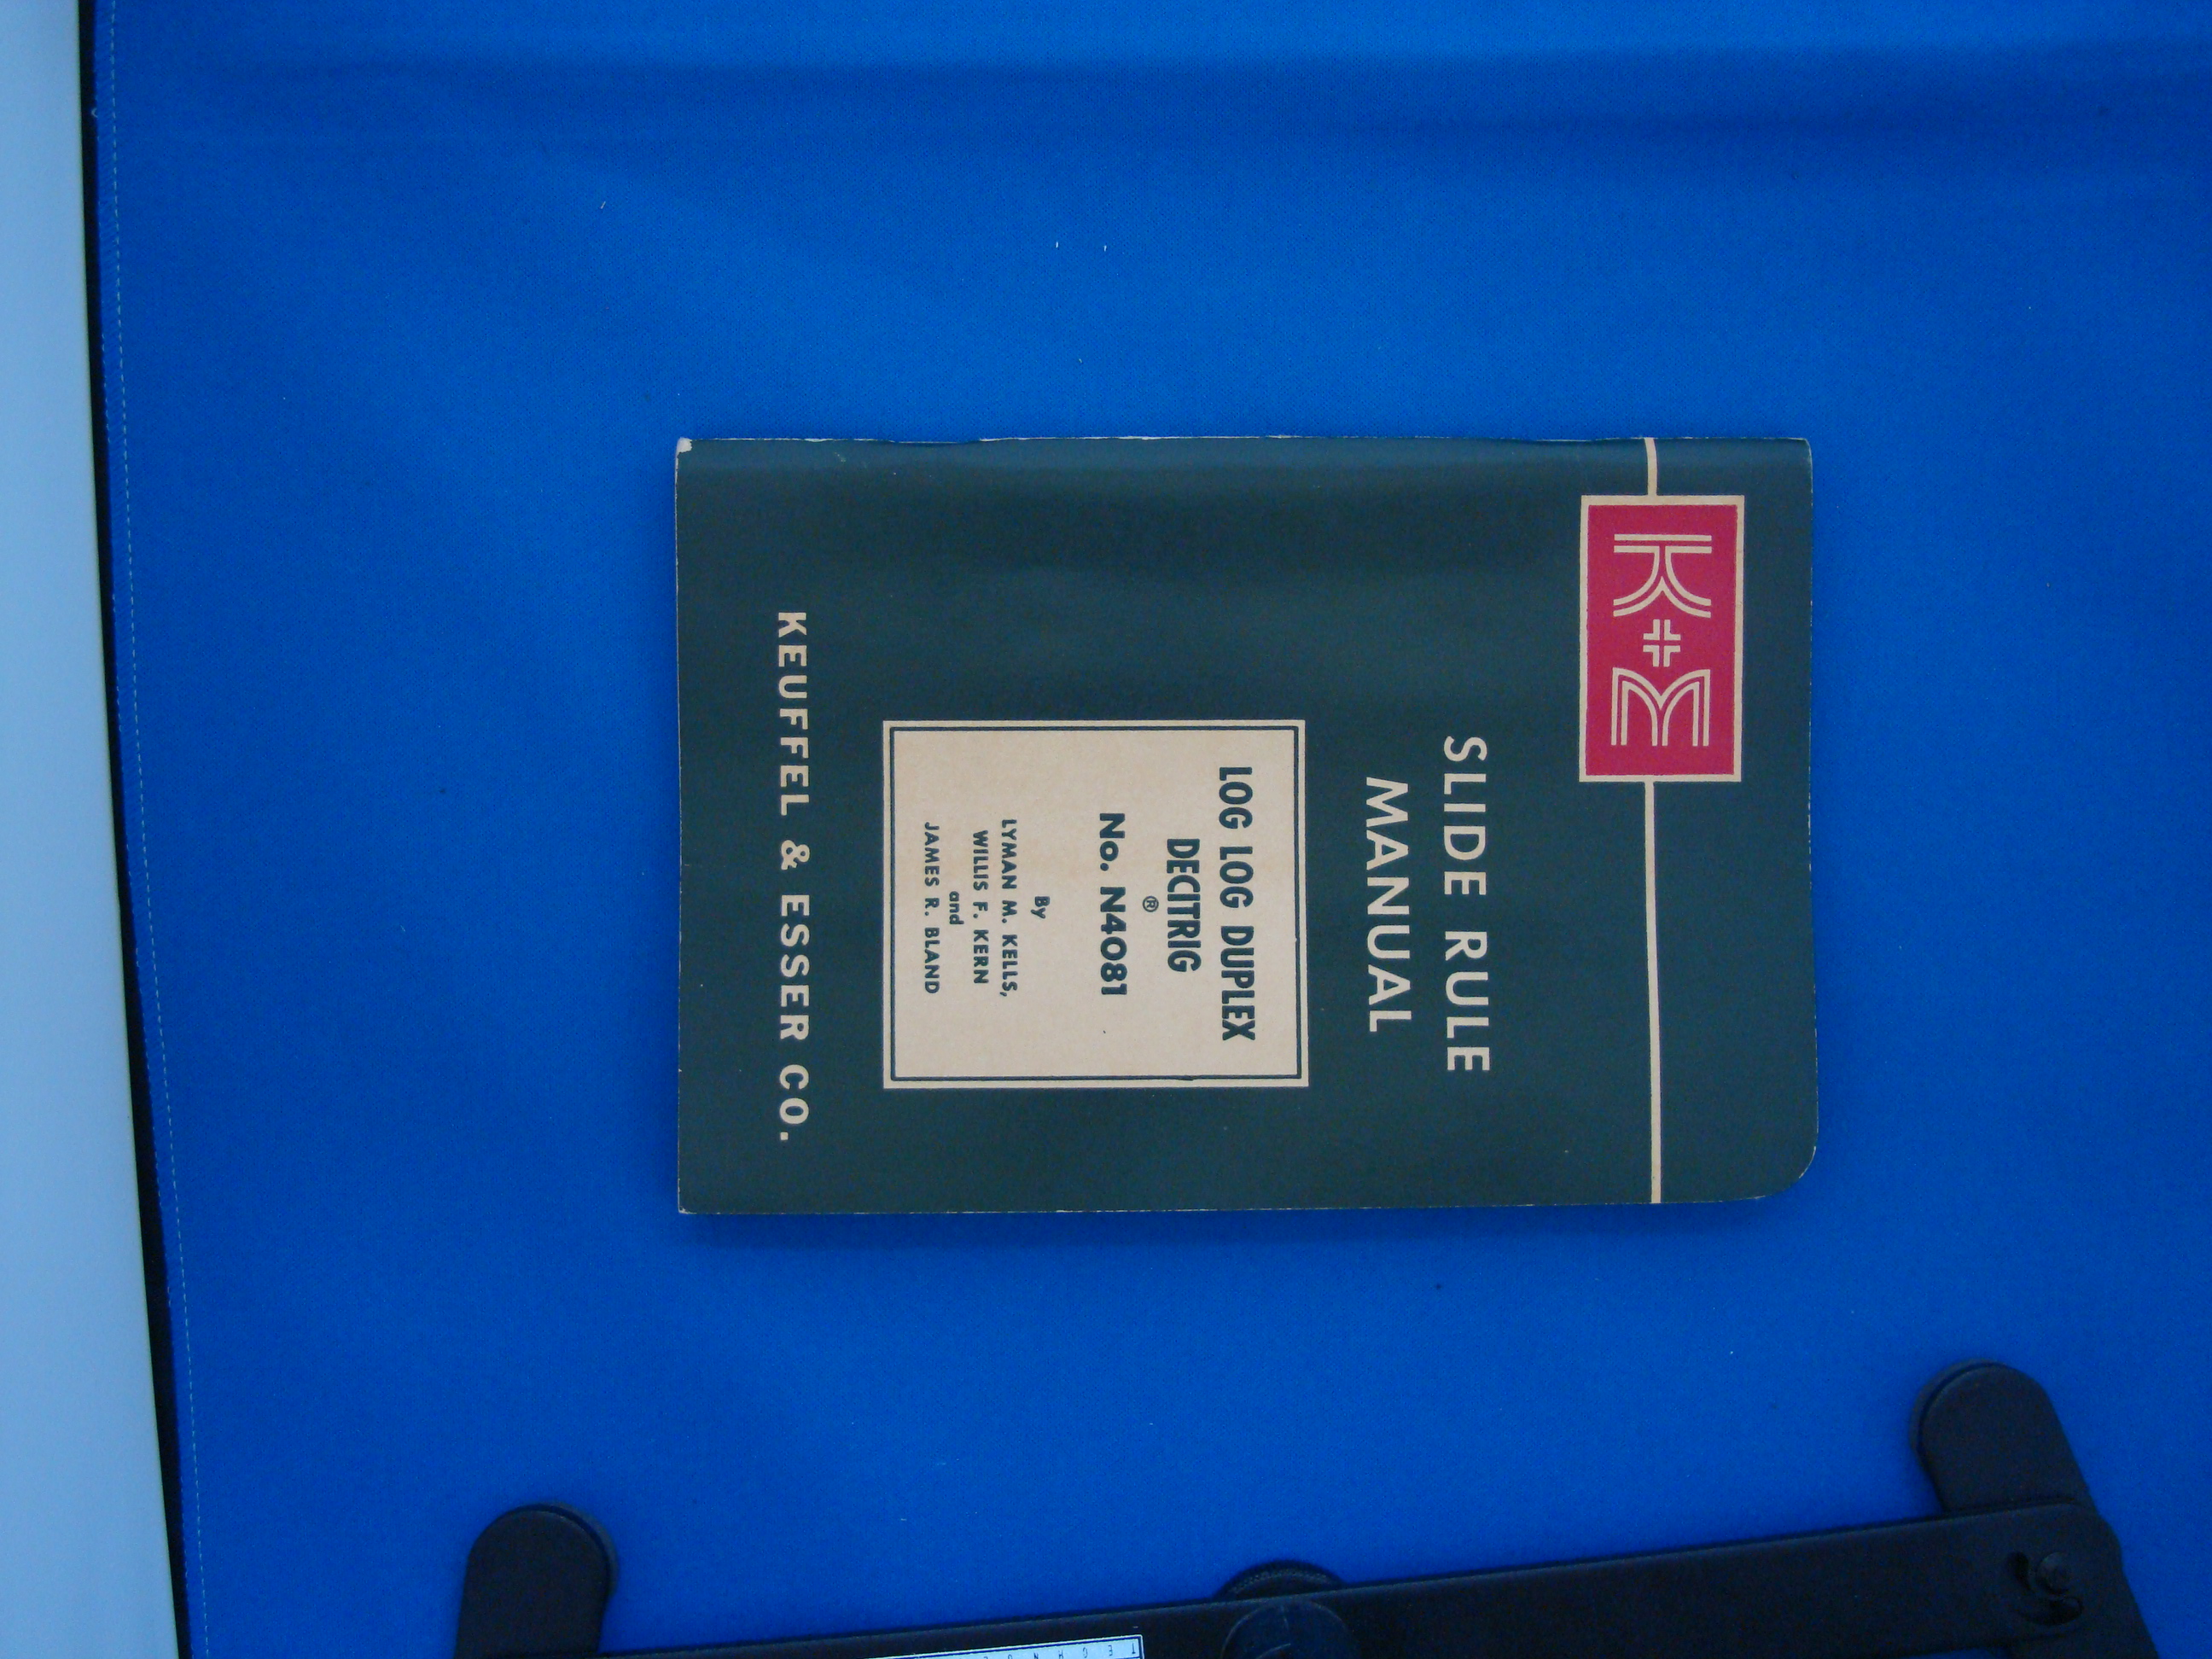 K+E
SLIDE RULE
MANUAL
LOG LOG DUPLEX
DECITRIG
®
No. N4081
By
LYMAN M. KELLS,
WILLIS F. KERN
and
JAMES R. BLAND
KEUFFEL & ESSER CO.